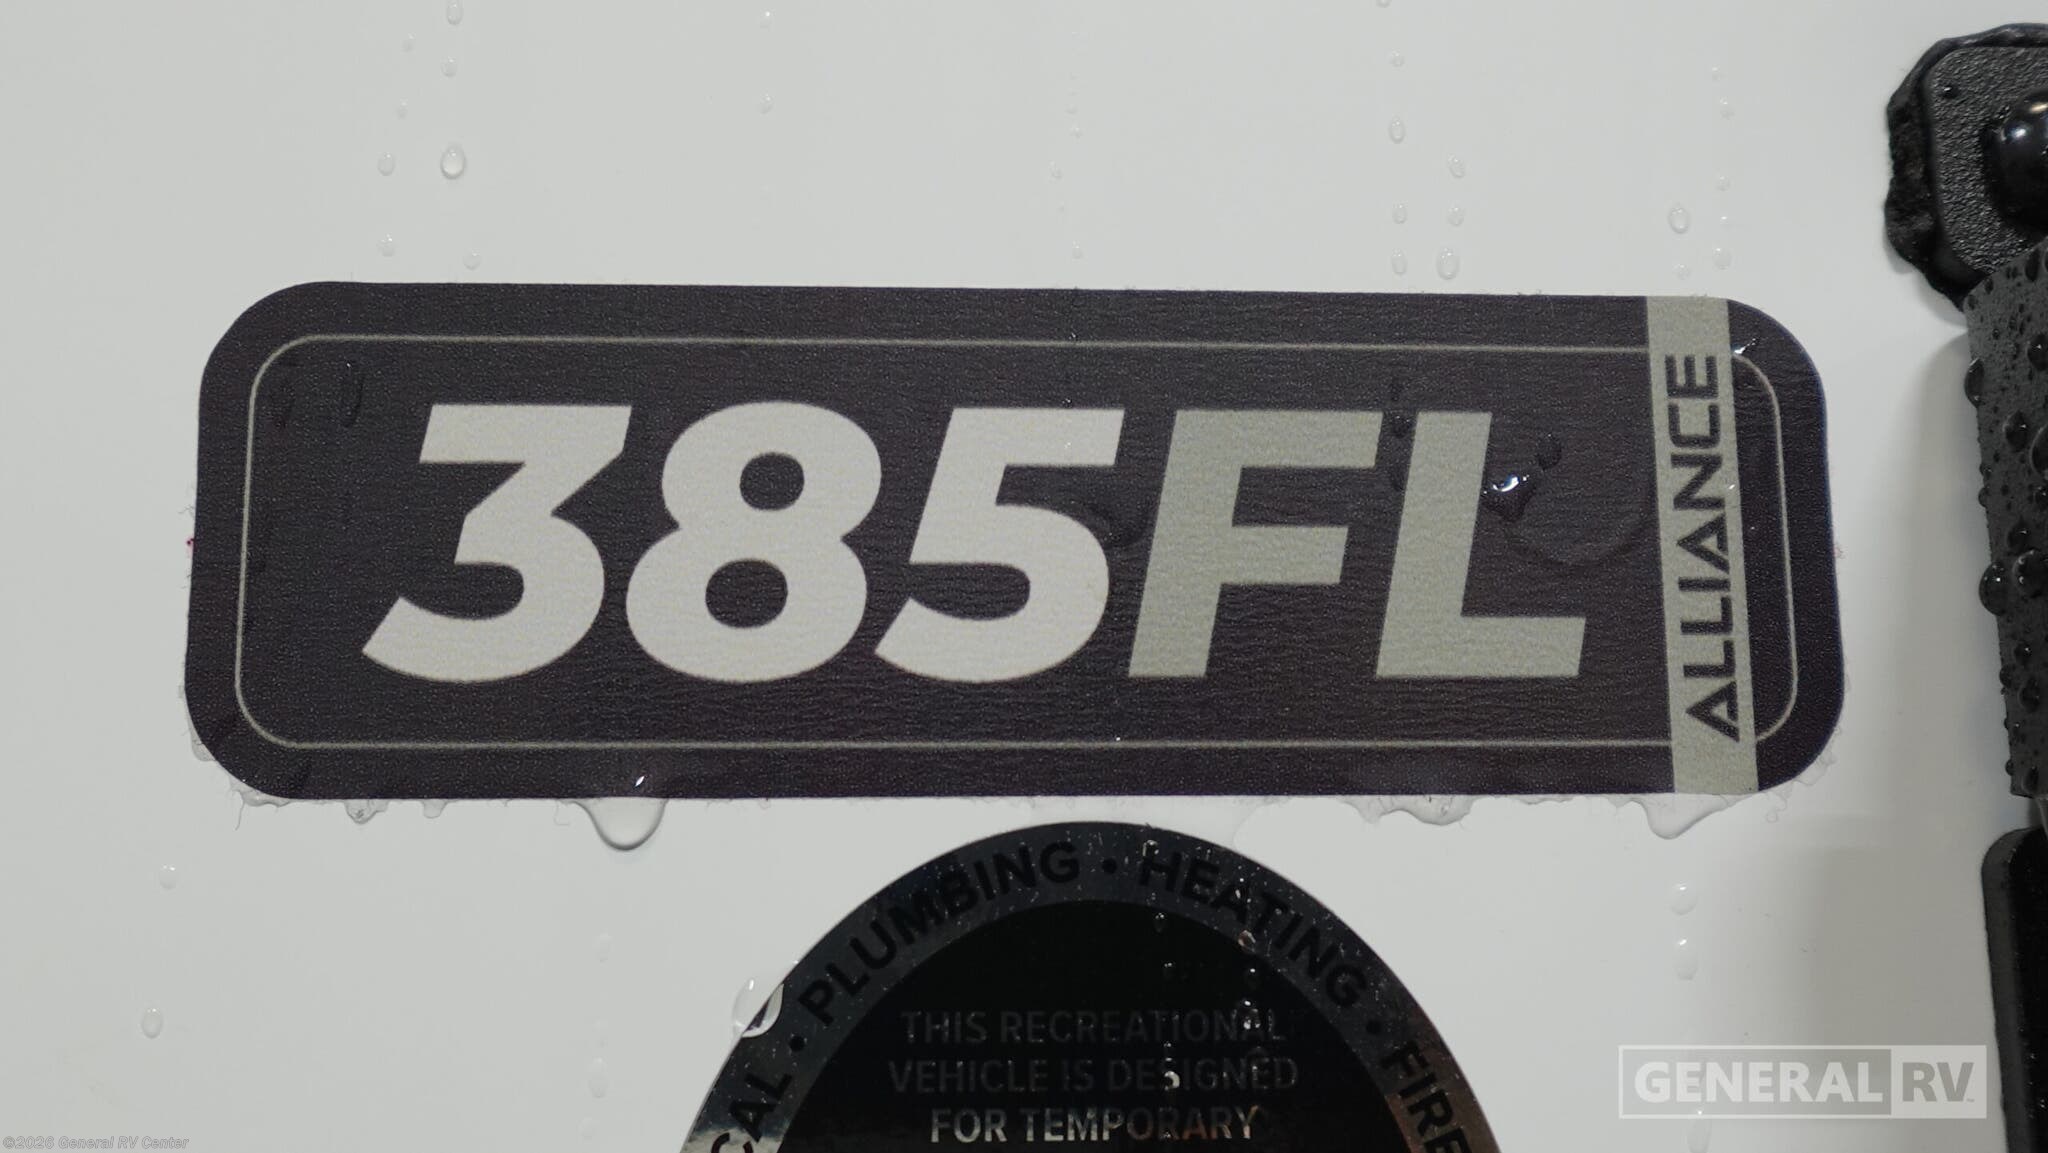 385FL
ALLIANCE
CAL • PLUMBING • HEATING • FIRE
THIS RECREATIONAL
VEHICLE IS DESIGNED
FOR TEMPORARY
GENERAL RV
©2026 General RV Center